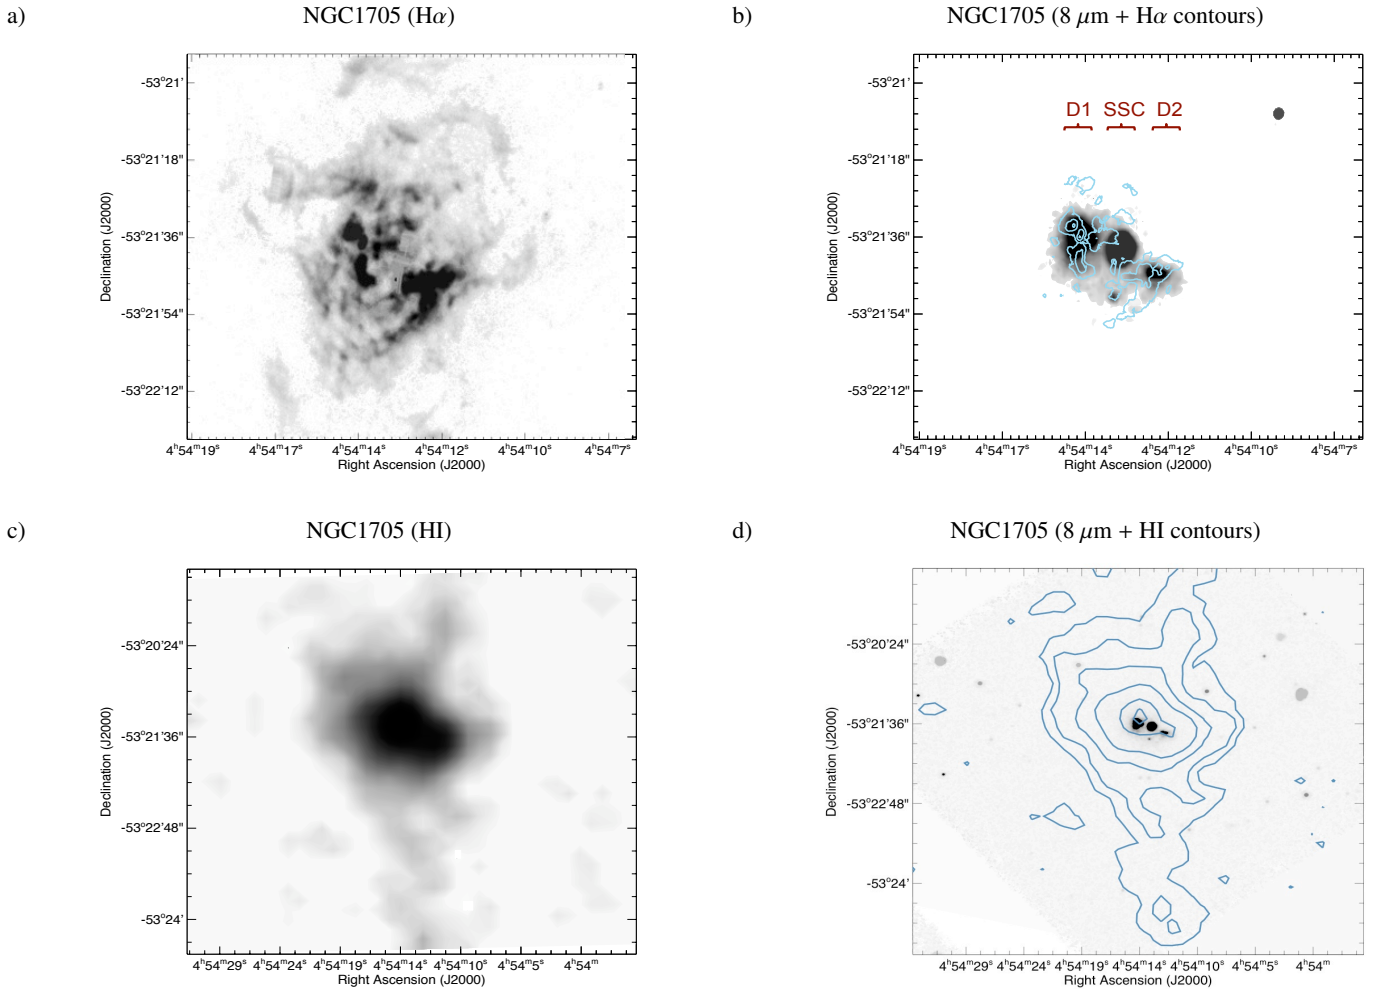 a)
NGC1705 (Hα)
-53°21'
-53°21'18"
-53°21'36"
-53°21'54"
-53°22'12"
Declination (J2000)
4ʰ54ᵐ19ˢ 4ʰ54ᵐ17ˢ 4ʰ54ᵐ14ˢ 4ʰ54ᵐ12ˢ 4ʰ54ᵐ10ˢ 4ʰ54ᵐ7ˢ
Right Ascension (J2000)
b)
NGC1705 (8 μm + Hα contours)
D1 SSC D2
-53°21'
-53°21'18"
-53°21'36"
-53°21'54"
-53°22'12"
Declination (J2000)
4ʰ54ᵐ19ˢ 4ʰ54ᵐ17ˢ 4ʰ54ᵐ14ˢ 4ʰ54ᵐ12ˢ 4ʰ54ᵐ10ˢ 4ʰ54ᵐ7ˢ
Right Ascension (J2000)
c)
NGC1705 (HI)
-53°20'24"
-53°21'36"
-53°22'48"
-53°24'
Declination (J2000)
4ʰ54ᵐ29ˢ 4ʰ54ᵐ24ˢ 4ʰ54ᵐ19ˢ 4ʰ54ᵐ14ˢ 4ʰ54ᵐ10ˢ 4ʰ54ᵐ5ˢ 4ʰ54ᵐ
Right Ascension (J2000)
d)
NGC1705 (8 μm + HI contours)
-53°20'24"
-53°21'36"
-53°22'48"
-53°24'
Declination (J2000)
4ʰ54ᵐ29ˢ 4ʰ54ᵐ24ˢ 4ʰ54ᵐ19ˢ 4ʰ54ᵐ14ˢ 4ʰ54ᵐ10ˢ 4ʰ54ᵐ5ˢ 4ʰ54ᵐ
Right Ascension (J2000)